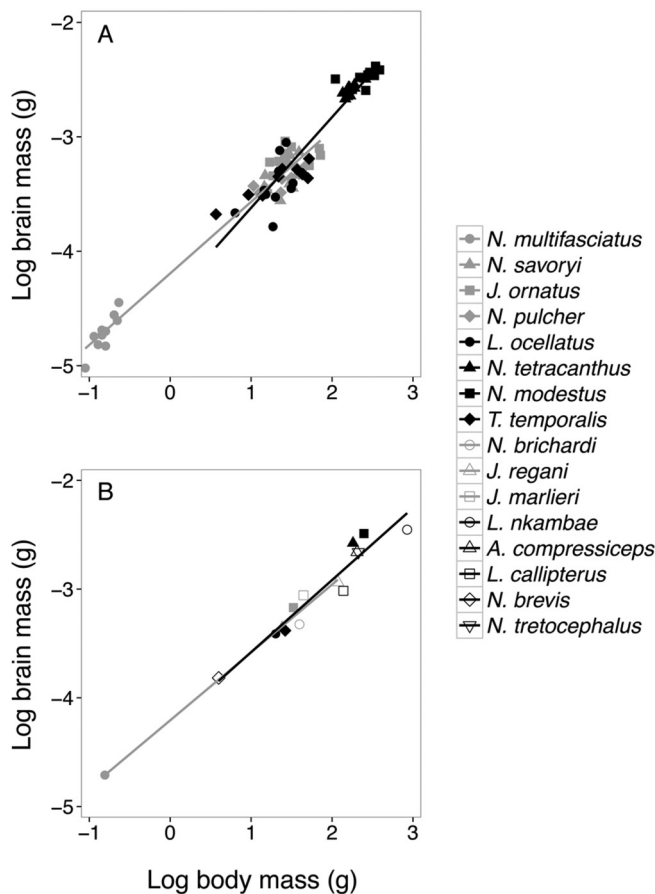 A
Log brain mass (g)
−2
−3
−4
−5
−1 0 1 2 3
B
Log brain mass (g)
−2
−3
−4
−5
−1 0 1 2 3
Log body mass (g)
N. multifasciatus
N. savoryi
J. ornatus
N. pulcher
L. ocellatus
N. tetracanthus
N. modestus
T. temporalis
N. brichardi
J. regani
J. marlieri
L. nkambae
A. compressiceps
L. callipterus
N. brevis
N. tretocephalus